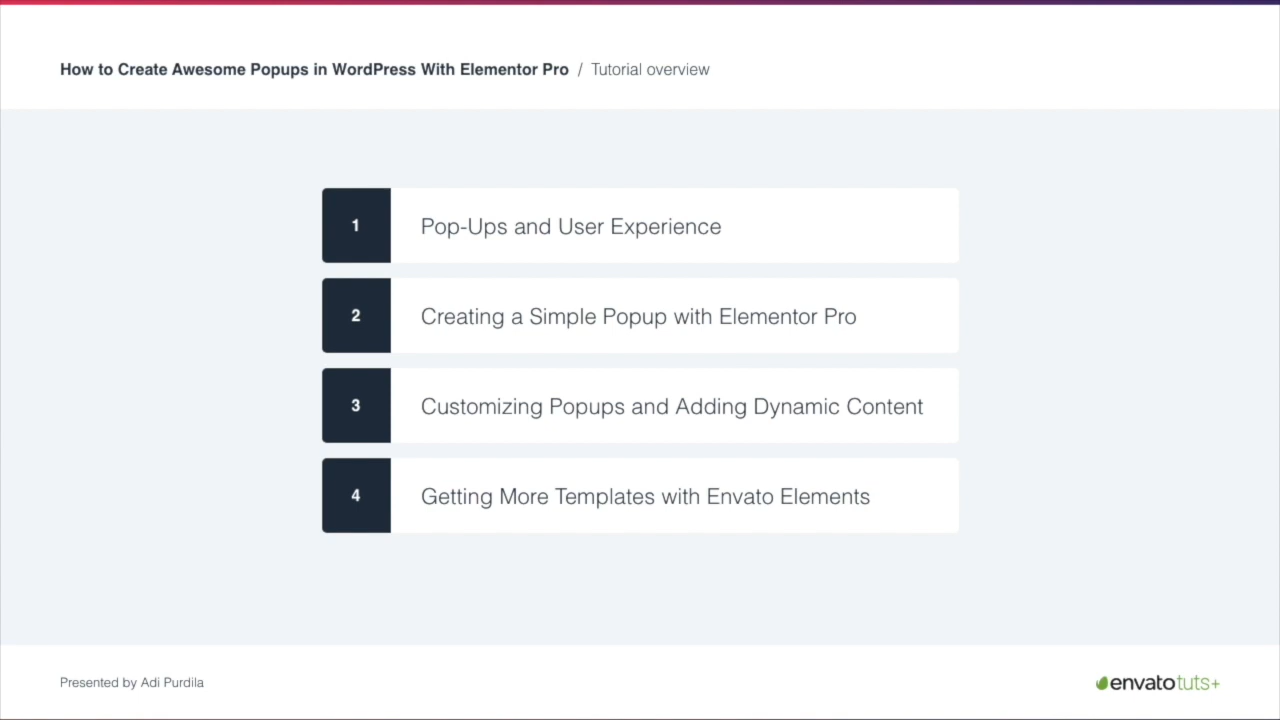 How to Create Awesome Popups in WordPress With Elementor Pro / Tutorial overview
1 Pop-Ups and User Experience
2 Creating a Simple Popup with Elementor Pro
3 Customizing Popups and Adding Dynamic Content
4 Getting More Templates with Envato Elements
Presented by Adi Purdila envatotuts+